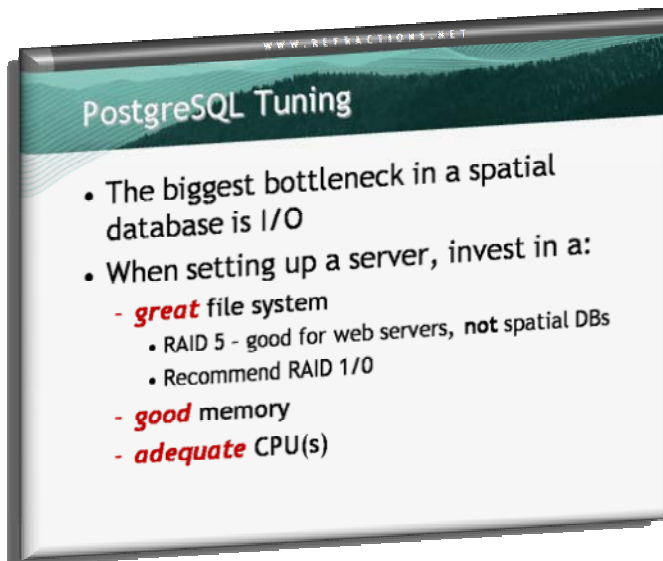 WWW.REFRACTIONS.NET
PostgreSQL Tuning
• The biggest bottleneck in a spatial
database is I/O
• When setting up a server, invest in a:
- great file system
• RAID 5 - good for web servers, not spatial DBs
• Recommend RAID 1/0
- good memory
- adequate CPU(s)